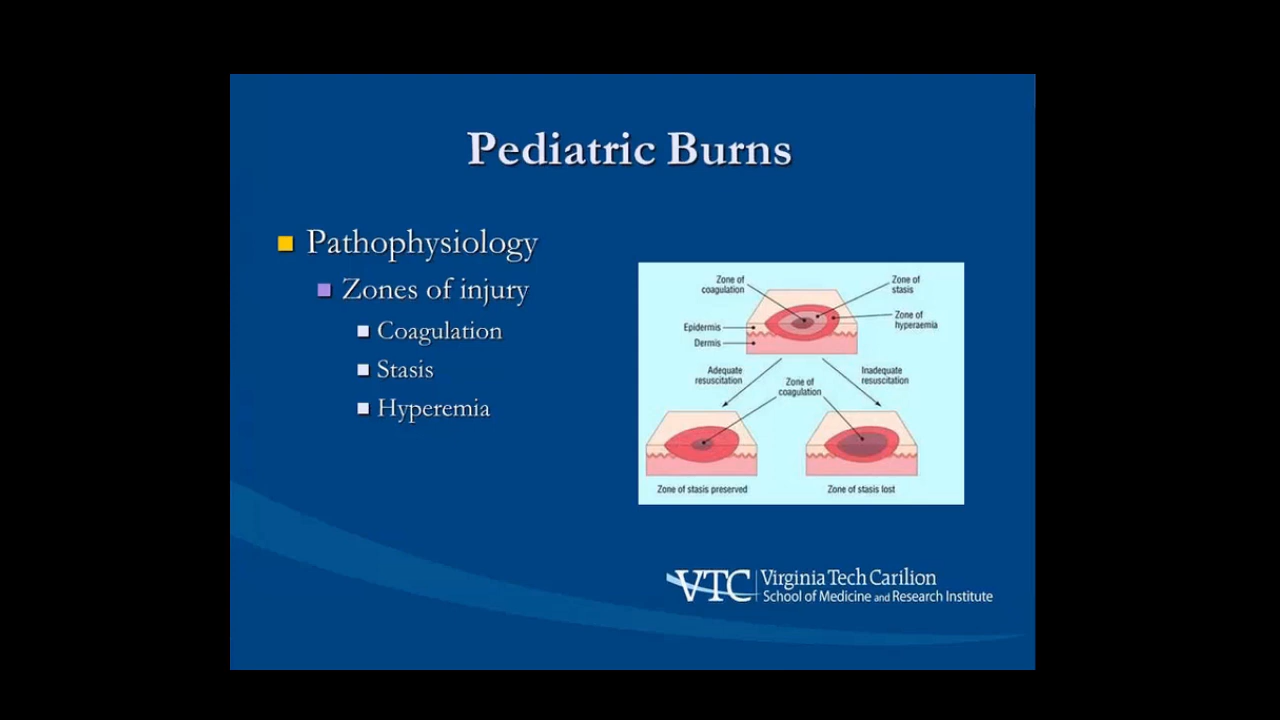 Pediatric Burns
Pathophysiology
Zones of injury
Coagulation
Stasis
Hyperemia
Zone of
coagulation
Zone of
stasis
Zone of
hyperaemia
Epidermis
Dermis
Adequate
resuscitation
Zone of
coagulation
Inadequate
resuscitation
Zone of stasis preserved
Zone of stasis lost
VTC
Virginia Tech Carilion
School of Medicine and Research Institute